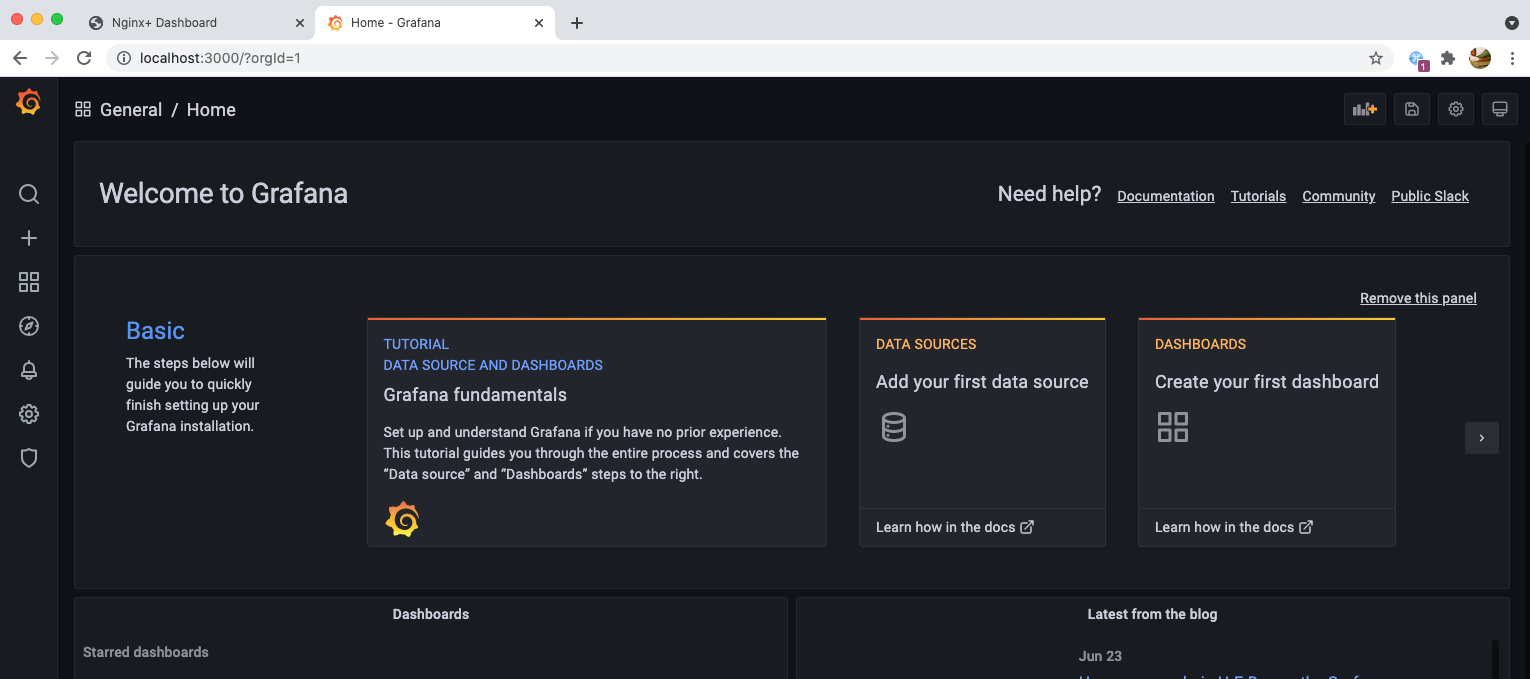 Nginx+ Dashboard
Home - Grafana
localhost:3000/?orgId=1
1
General / Home
Welcome to Grafana
Need help? Documentation Tutorials Community Public Slack
Remove this panel
Basic
The steps below will
guide you to quickly
finish setting up your
Grafana installation.
TUTORIAL
DATA SOURCE AND DASHBOARDS
Grafana fundamentals
Set up and understand Grafana if you have no prior experience.
This tutorial guides you through the entire process and covers the
“Data source” and “Dashboards” steps to the right.
DATA SOURCES
Add your first data source
Learn how in the docs
DASHBOARDS
Create your first dashboard
Learn how in the docs
Dashboards
Starred dashboards
Latest from the blog
Jun 23